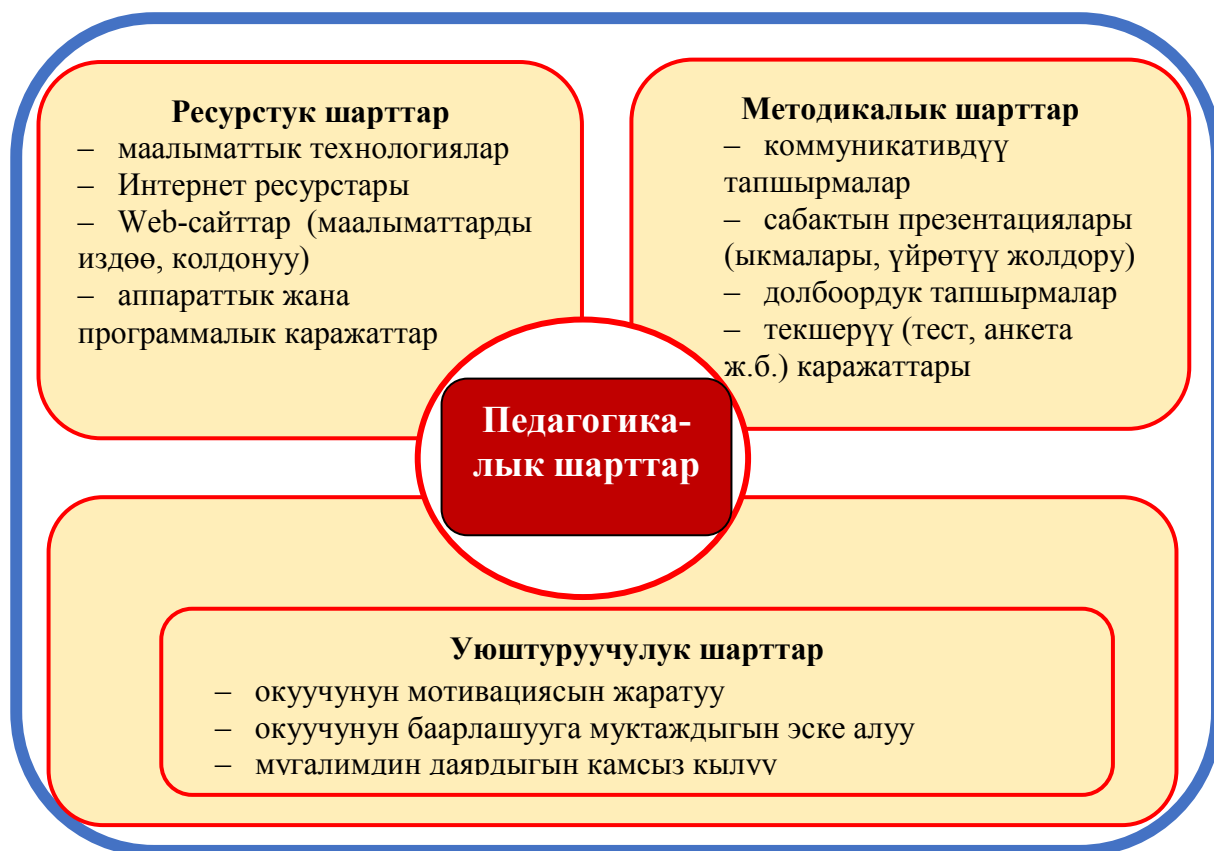 Ресурстук шарттар
– маалыматтык технологиялар
– Интернет ресурстары
– Web-сайттар (маалыматтарды
издөө, колдонуу)
– аппараттык жана
программалык каражаттар
Методикалык шарттар
– коммуникативдүү
тапшырмалар
– сабактын презентациялары
(ыкмалары, үйрөтүү жолдору)
– долбоордук тапшырмалар
– текшерүү (тест, анкета
ж.б.) каражаттары
Педагогика-
лык шарттар
Уюштуруучулук шарттар
– окуучунун мотивациясын жаратуу
– окуучунун баарлашууга муктаждыгын эске алуу
– мугалимдин даярдыгын камсыз кылуу